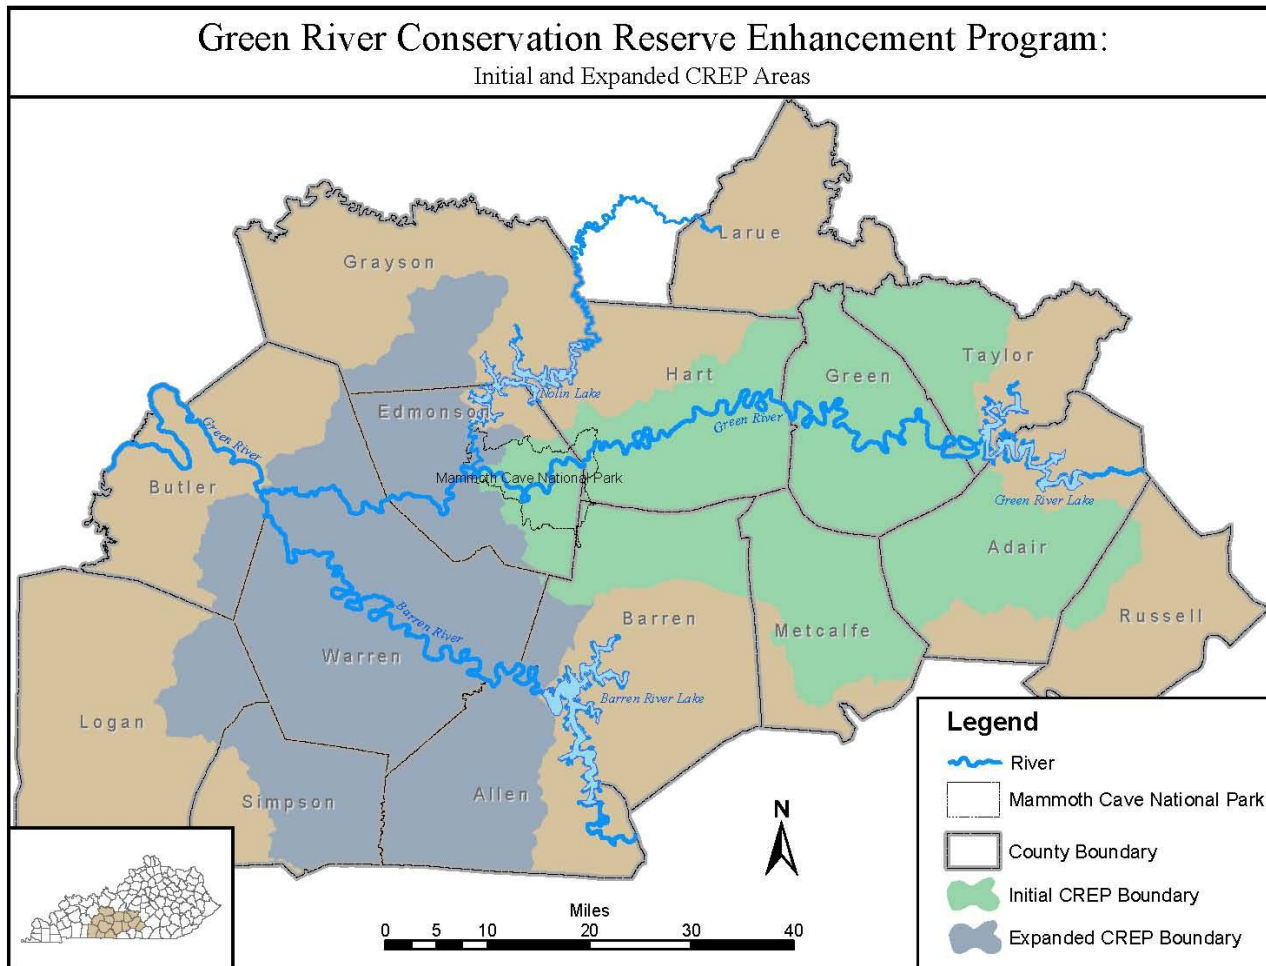 Green River Conservation Reserve Enhancement Program:
Initial and Expanded CREP Areas
Larue
Grayson
Taylor
Hart
Green
Nolin Lake
Edmonson
Green River
Green River
Mammoth Cave National Park
Butler
Green River Lake
Adair
Barren River
Barren
Russell
Metcalfe
Warren
Barren River Lake
Logan
Allen
Simpson
Legend
River
Mammoth Cave National Park
County Boundary
Initial CREP Boundary
Expanded CREP Boundary
N
Miles
0 5 10 20 30 40